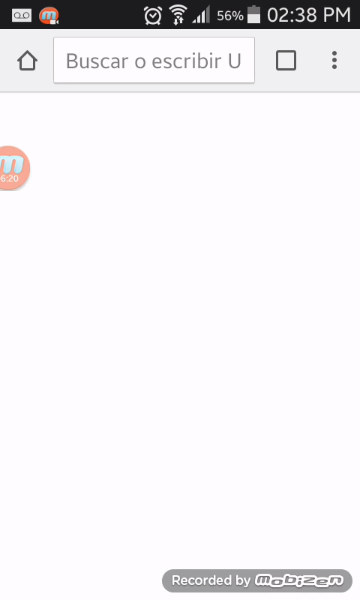 56% 02:38 PM
Buscar o escribir U
m
6:20
Recorded by mobizen